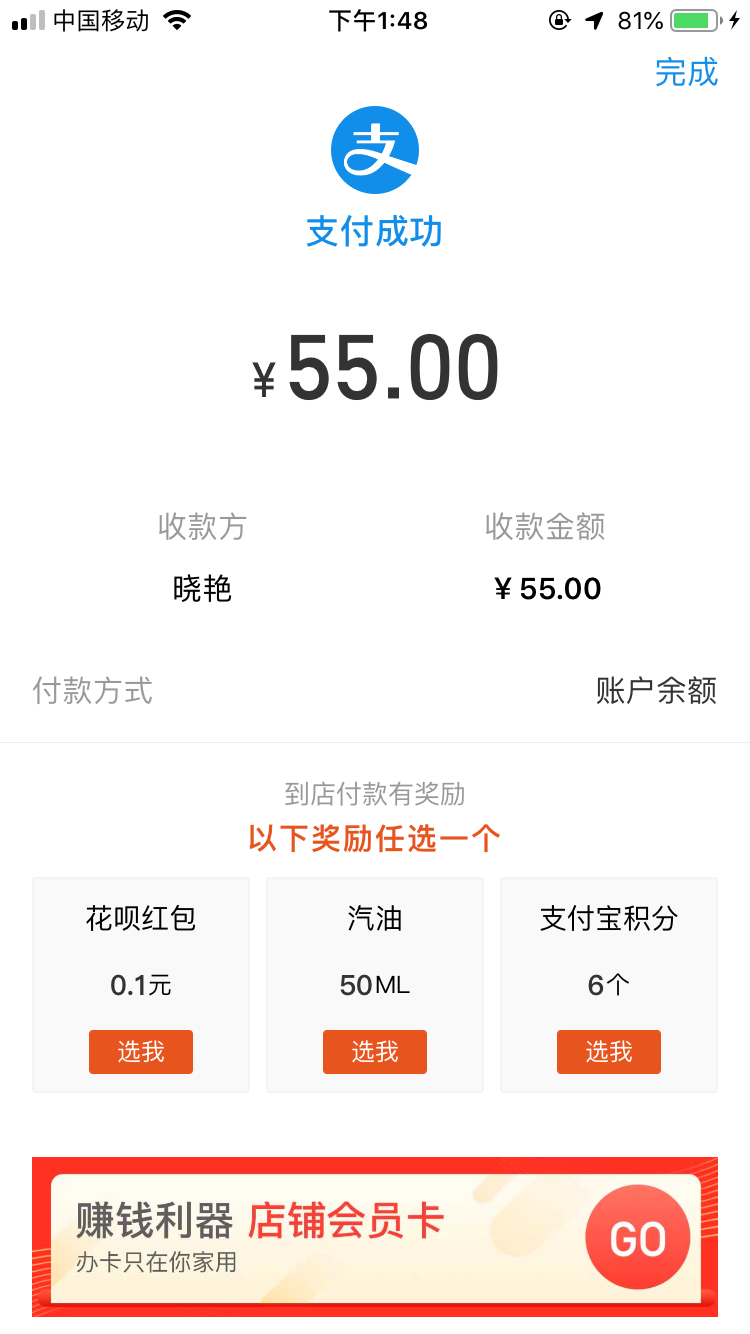 中国移动 下午1:48 81%
完成
支
支付成功
¥55.00
收款方 收款金额
晓艳 ¥ 55.00
付款方式 账户余额
到店付款有奖励
以下奖励任选一个
花呗红包 汽油 支付宝积分
0.1元 50ML 6个
选我 选我 选我
赚钱利器 店铺会员卡
办卡只在你家用
GO